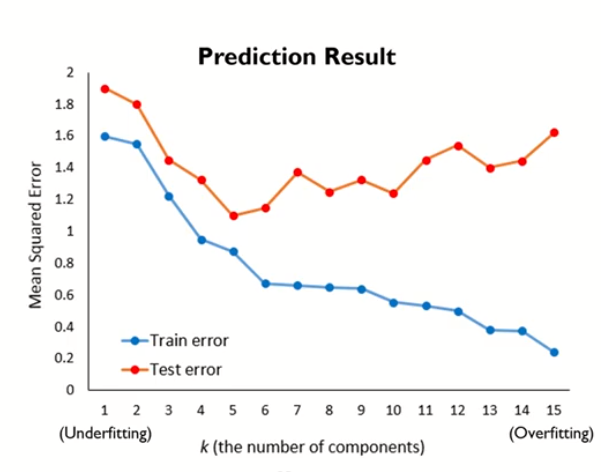 Prediction Result
2
1.8
1.6
1.4
1.2
1
0.8
0.6
0.4
0.2
0
Mean Squared Error
Train error
Test error
1 2 3 4 5 6 7 8 9 10 11 12 13 14 15
(Underfitting) (Overfitting)
k (the number of components)